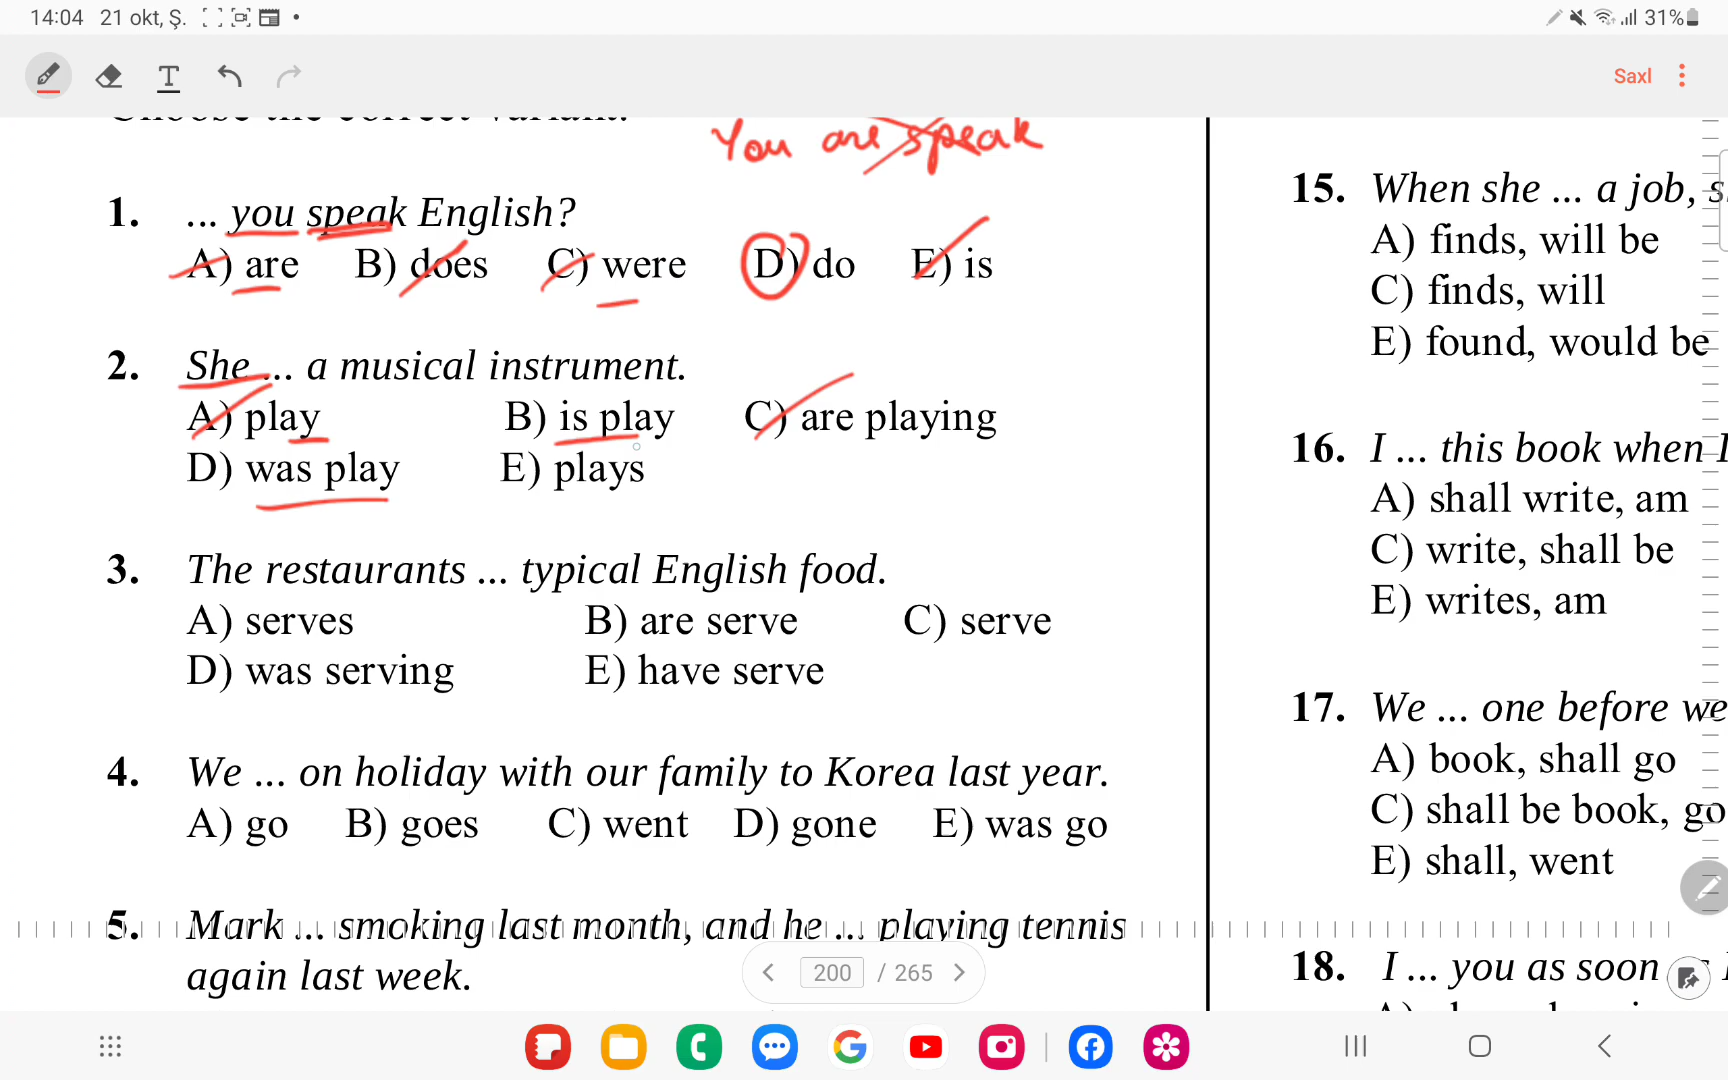 14:04 21 okt, Ş.
31%
T
Saxl
Choose the correct variant.
You are speak
1. ... you speak English?
A) are B) does C) were D) do E) is
2. She ... a musical instrument.
A) play B) is play C) are playing
D) was play E) plays
3. The restaurants ... typical English food.
A) serves B) are serve C) serve
D) was serving E) have serve
4. We ... on holiday with our family to Korea last year.
A) go B) goes C) went D) gone E) was go
5. Mark ... smoking last month, and he ... playing tennis
again last week.
15. When she ... a job, s
A) finds, will be
C) finds, will
E) found, would be
16. I ... this book when I
A) shall write, am
C) write, shall be
E) writes, am
17. We ... one before we
A) book, shall go
C) shall be book, go
E) shall, went
18. I ... you as soon
200 / 265